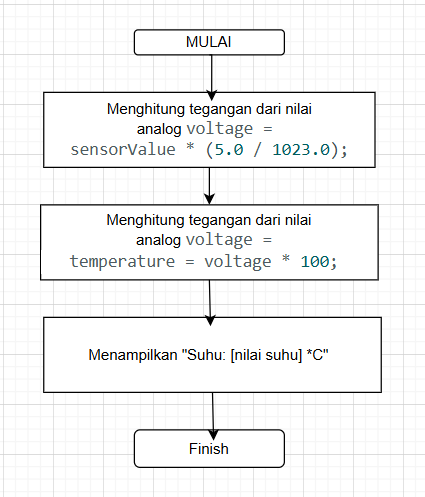 MULAI
Menghitung tegangan dari nilai
analog voltage =
sensorValue * (5.0 / 1023.0);
Menghitung tegangan dari nilai
analog voltage =
temperature = voltage * 100;
Menampilkan "Suhu: [nilai suhu] *C"
Finish